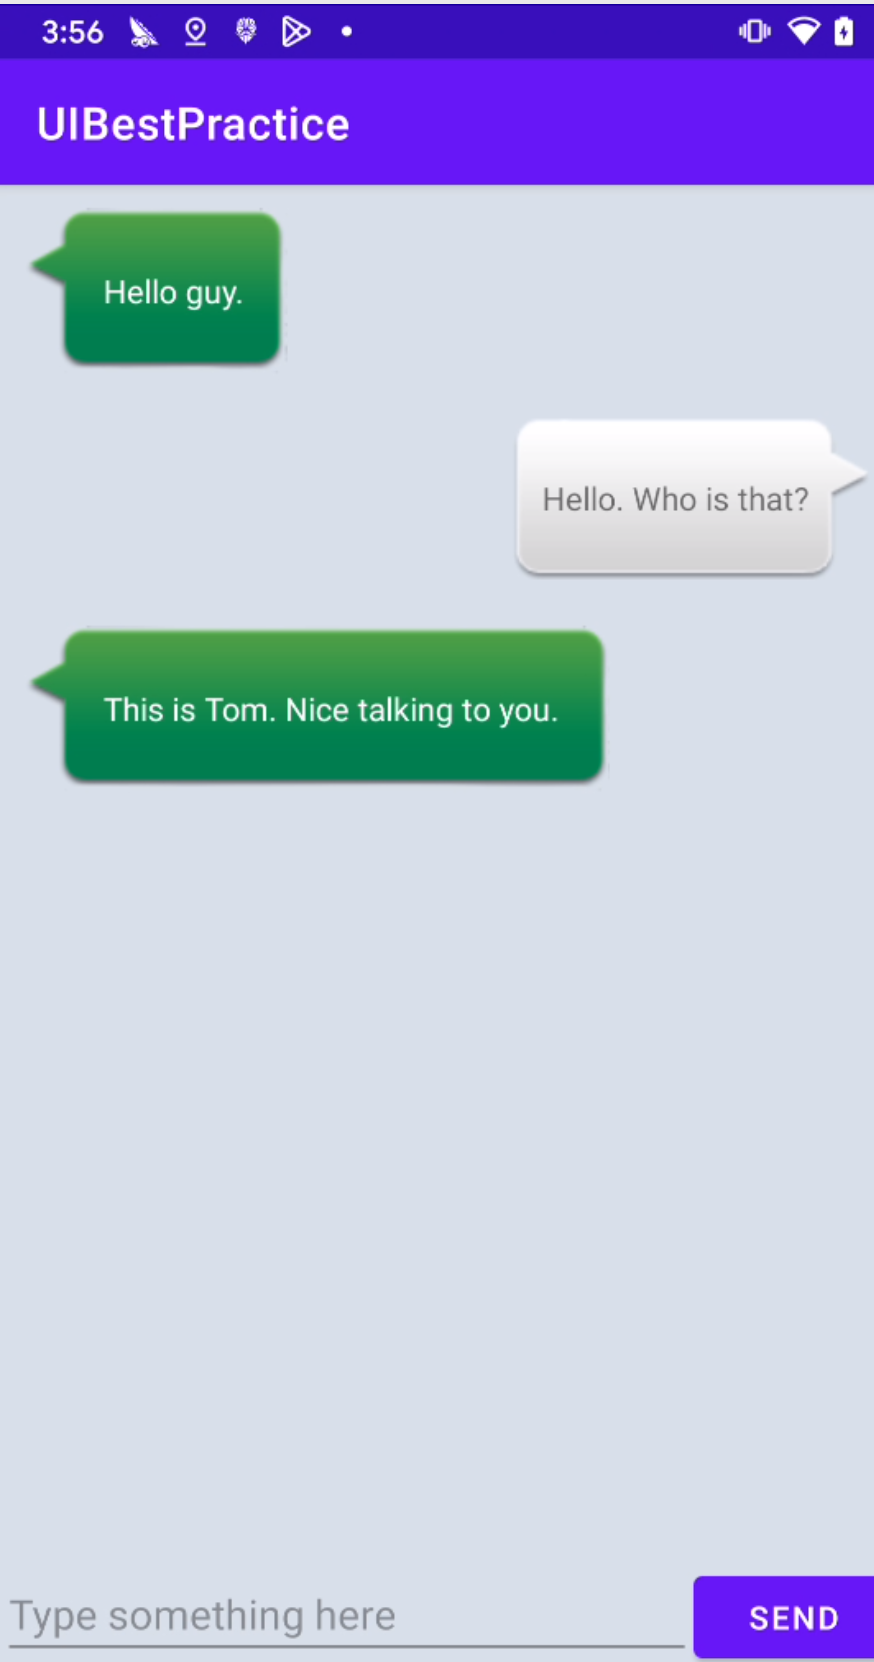 3:56
UIBestPractice
Hello guy.
Hello. Who is that?
This is Tom. Nice talking to you.
Type something here
SEND